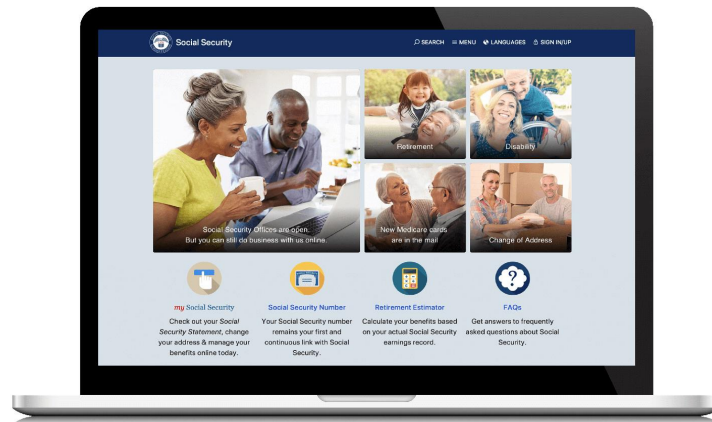 Social Security
SEARCH MENU LANGUAGES SIGN IN/UP
Social Security Offices are open.
But you can still do business with us online.
Retirement
Disability
New Medicare cards
are in the mail
Change of Address
my Social Security
Check out your Social
Security Statement, change
your address & manage your
benefits online today.
Social Security Number
Your Social Security number
remains your first and
continuous link with Social
Security.
Retirement Estimator
Calculate your benefits based
on your actual Social Security
earnings record.
FAQs
Get answers to frequently
asked questions about Social
Security.